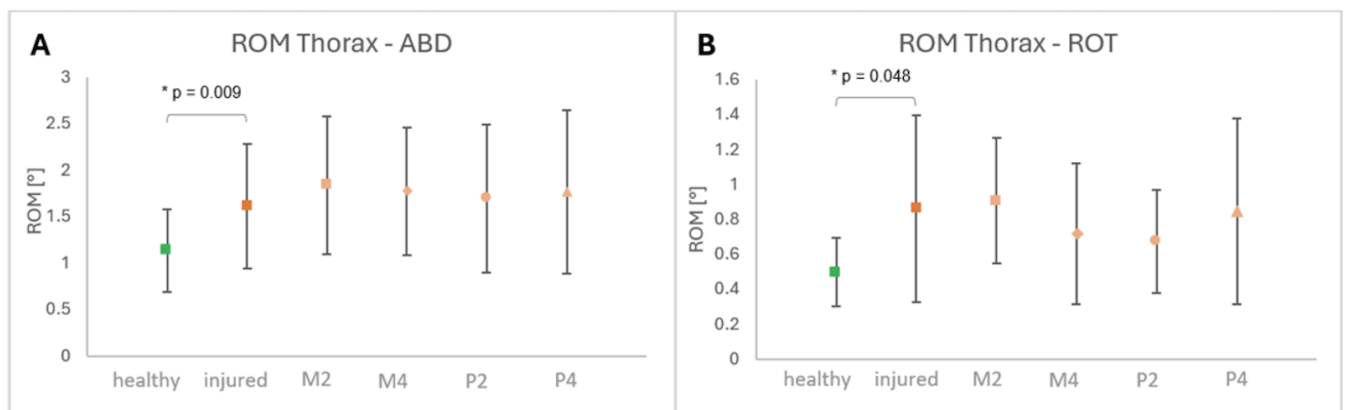 A
ROM Thorax - ABD
* p = 0.009
ROM [°]
3
2.5
2
1.5
1
0.5
0
healthy injured M2 M4 P2 P4
B
ROM Thorax - ROT
* p = 0.048
ROM [°]
1.6
1.4
1.2
1
0.8
0.6
0.4
0.2
0
healthy injured M2 M4 P2 P4